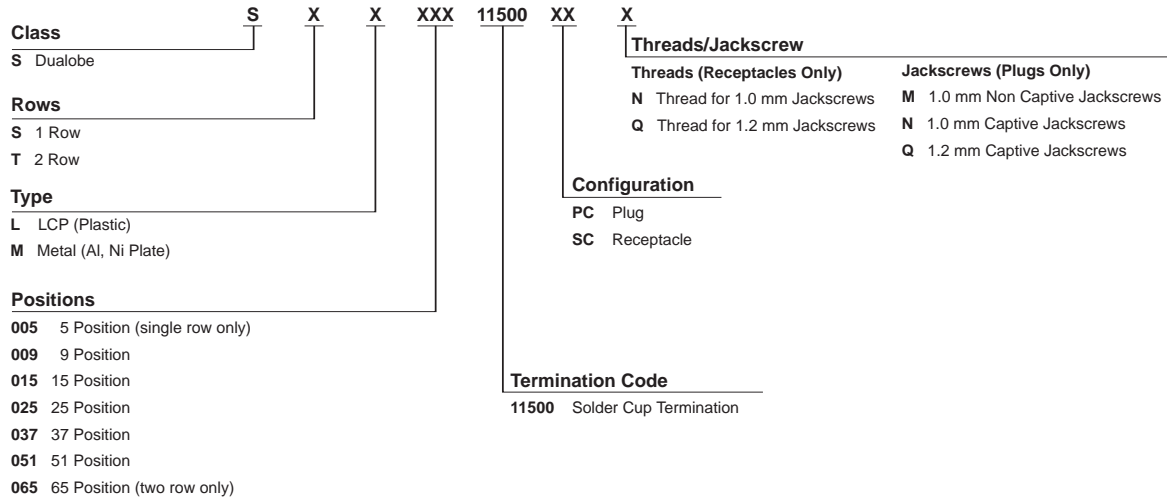 S X X XXX 11500 XX X
Class
S Dualobe
Rows
S 1 Row
T 2 Row
Type
L LCP (Plastic)
M Metal (Al, Ni Plate)
Positions
005 5 Position (single row only)
009 9 Position
015 15 Position
025 25 Position
037 37 Position
051 51 Position
065 65 Position (two row only)
Termination Code
11500 Solder Cup Termination
Configuration
PC Plug
SC Receptacle
Threads/Jackscrew
Threads (Receptacles Only)
N Thread for 1.0 mm Jackscrews
Q Thread for 1.2 mm Jackscrews
Jackscrews (Plugs Only)
M 1.0 mm Non Captive Jackscrews
N 1.0 mm Captive Jackscrews
Q 1.2 mm Captive Jackscrews